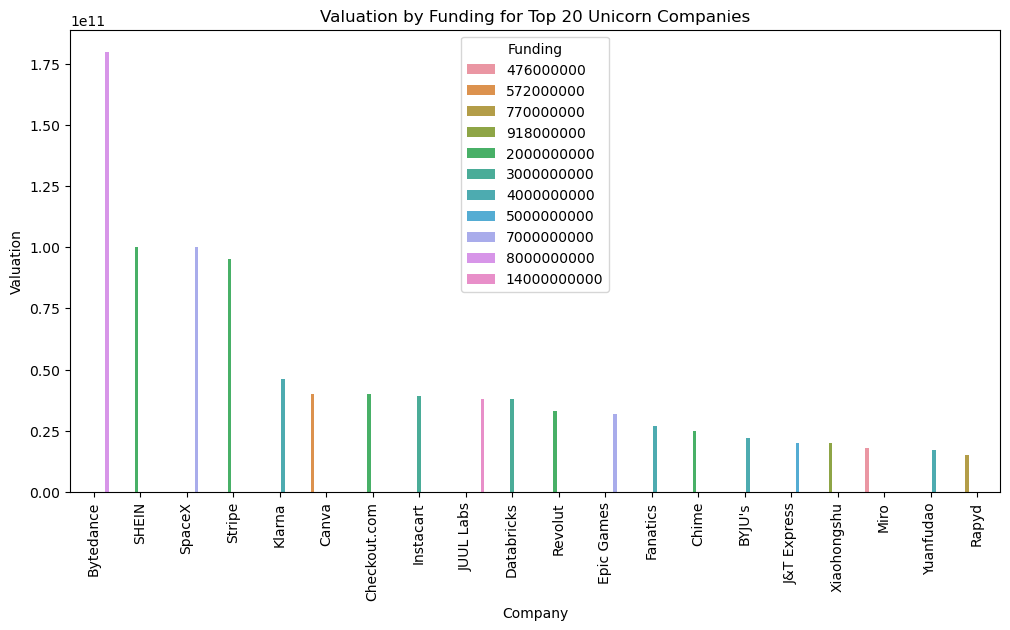 Valuation by Funding for Top 20 Unicorn Companies
1e11
1.75
1.50
1.25
1.00
0.75
0.50
0.25
0.00
Valuation
Funding
476000000
572000000
770000000
918000000
2000000000
3000000000
4000000000
5000000000
7000000000
8000000000
14000000000
Bytedance
SHEIN
SpaceX
Stripe
Klarna
Canva
Checkout.com
Instacart
JUUL Labs
Databricks
Revolut
Epic Games
Fanatics
Chime
BYJU's
J&T Express
Xiaohongshu
Miro
Yuanfudao
Rapyd
Company